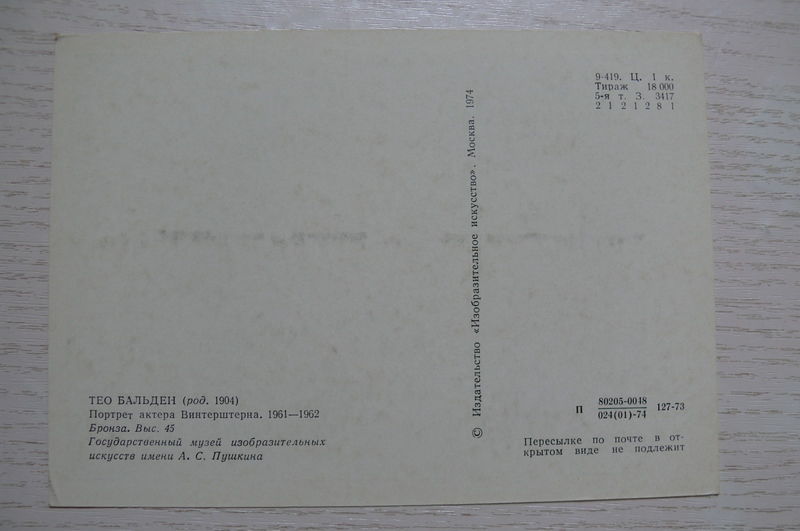 9-419. Ц. 1 к.
Тираж 18 000
5-я т. З. 3417
2 1 2 1 2 8 1
© Издательство «Изобразительное искусство». Москва. 1974
ТЕО БАЛЬДЕН (род. 1904)
Портрет актера Винтерштерна. 1961—1962
Бронза. Выс. 45
Государственный музей изобразительных
искусств имени А. С. Пушкина
П 80205-0048
024(01)-74 127-73
Пересылке по почте в от-
крытом виде не подлежит